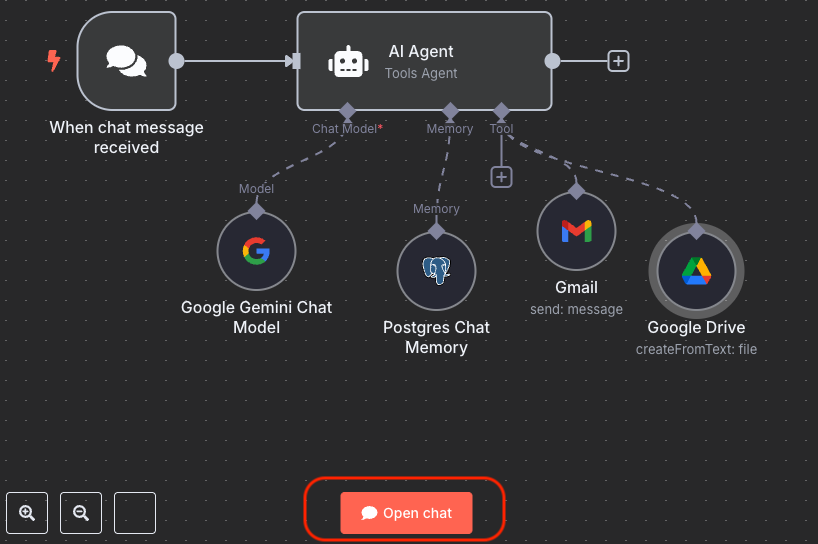 AI Agent
Tools Agent
When chat message
received
Chat Model*
Memory
Tool
Model
Memory
Google Gemini Chat
Model
Postgres Chat
Memory
Gmail
send: message
Google Drive
createFromText: file
Open chat